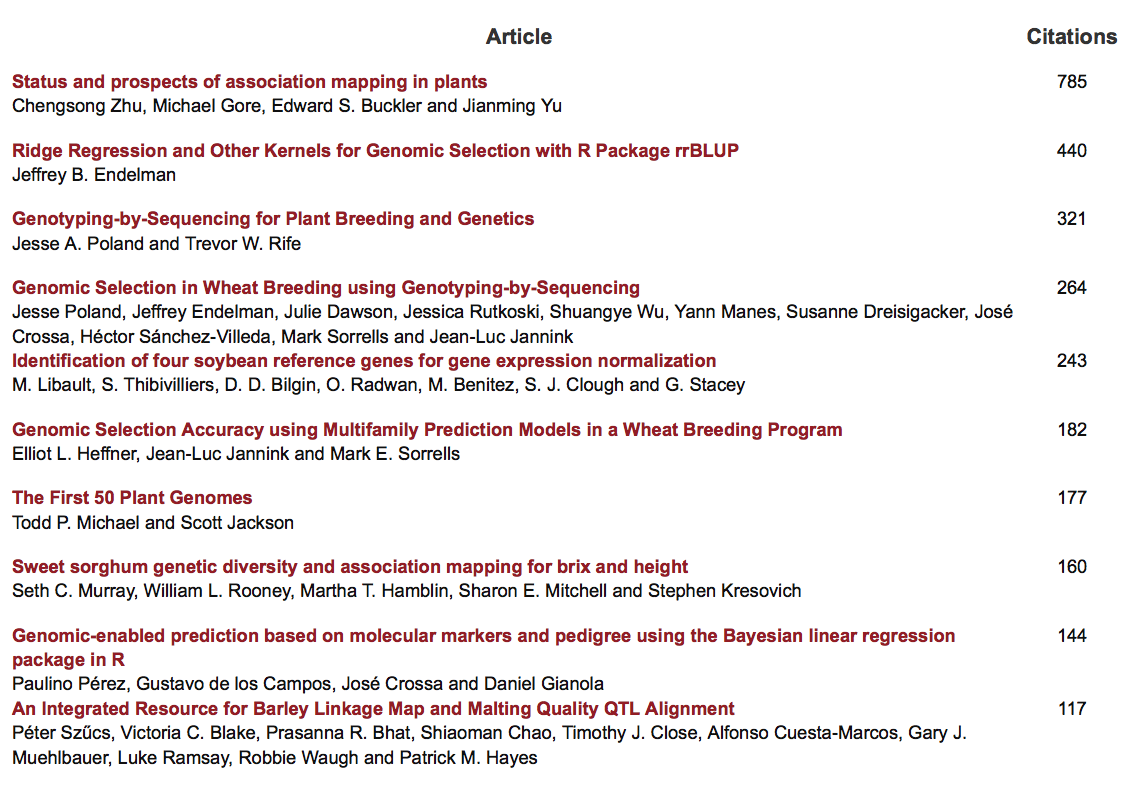 Article Citations
Status and prospects of association mapping in plants 785
Chengsong Zhu, Michael Gore, Edward S. Buckler and Jianming Yu
Ridge Regression and Other Kernels for Genomic Selection with R Package rrBLUP 440
Jeffrey B. Endelman
Genotyping-by-Sequencing for Plant Breeding and Genetics 321
Jesse A. Poland and Trevor W. Rife
Genomic Selection in Wheat Breeding using Genotyping-by-Sequencing 264
Jesse Poland, Jeffrey Endelman, Julie Dawson, Jessica Rutkoski, Shuangye Wu, Yann Manes, Susanne Dreisigacker, José
Crossa, Héctor Sánchez-Villeda, Mark Sorrells and Jean-Luc Jannink
Identification of four soybean reference genes for gene expression normalization 243
M. Libault, S. Thibivilliers, D. D. Bilgin, O. Radwan, M. Benitez, S. J. Clough and G. Stacey
Genomic Selection Accuracy using Multifamily Prediction Models in a Wheat Breeding Program 182
Elliot L. Heffner, Jean-Luc Jannink and Mark E. Sorrells
The First 50 Plant Genomes 177
Todd P. Michael and Scott Jackson
Sweet sorghum genetic diversity and association mapping for brix and height 160
Seth C. Murray, William L. Rooney, Martha T. Hamblin, Sharon E. Mitchell and Stephen Kresovich
Genomic-enabled prediction based on molecular markers and pedigree using the Bayesian linear regression 144
package in R
Paulino Pérez, Gustavo de los Campos, José Crossa and Daniel Gianola
An Integrated Resource for Barley Linkage Map and Malting Quality QTL Alignment 117
Péter Szűcs, Victoria C. Blake, Prasanna R. Bhat, Shiaoman Chao, Timothy J. Close, Alfonso Cuesta-Marcos, Gary J.
Muehlbauer, Luke Ramsay, Robbie Waugh and Patrick M. Hayes